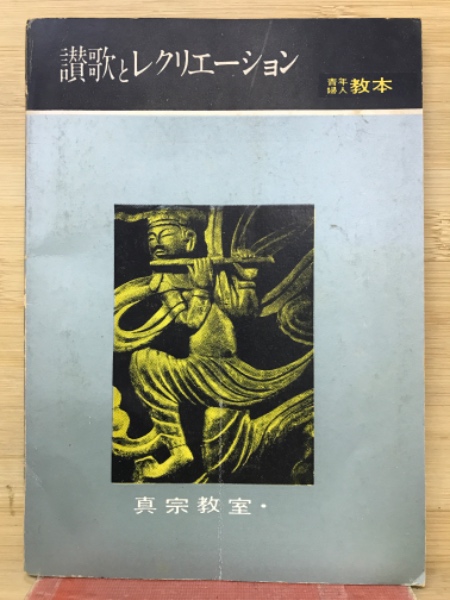 讃歌とレクリエーション
青年
婦人
教本
真宗教室・